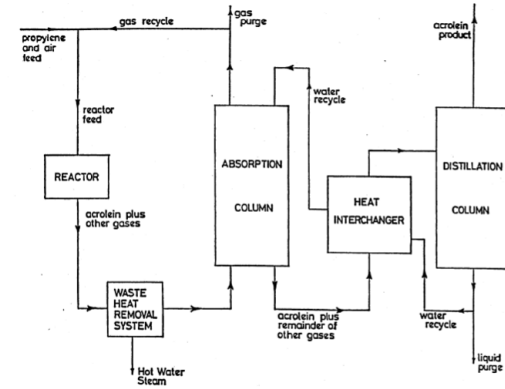 gas recycle
gas
purge
acrolein
product
propylene
and air
feed
water
recycle
reactor
feed
REACTOR
ABSORPTION
COLUMN
DISTILLATION
COLUMN
HEAT
INTERCHANGER
acrolein plus
other gases
WASTE
HEAT
REMOVAL
SYSTEM
acrolein plus
remainder of
other gases
water
recycle
liquid
purge
Hot Water
Steam